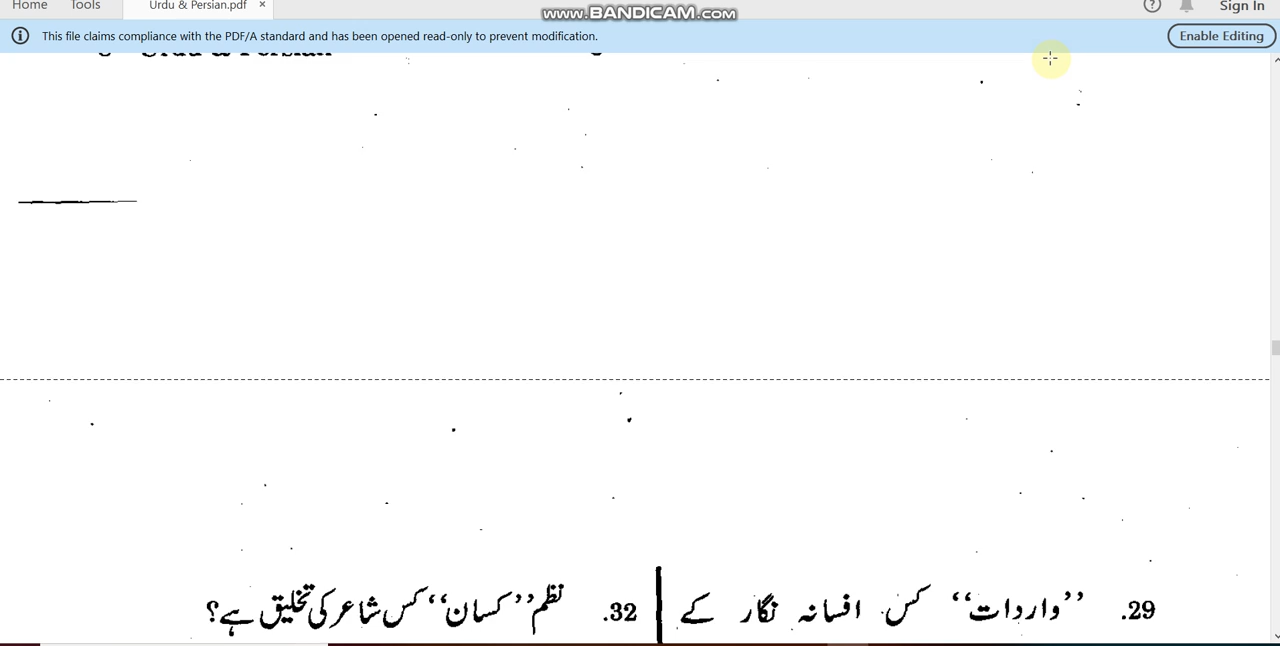 Home Tools Urdu & Persian.pdf × ? Sign In
www.BANDICAM.com
This file claims compliance with the PDF/A standard and has been opened read-only to prevent modification. Enable Editing
Urdu & Persian
29. ’’واردات‘‘ کس افسانہ نگار کے
32. نظم ’’کسان‘‘ کس شاعر کی تخلیق ہے؟